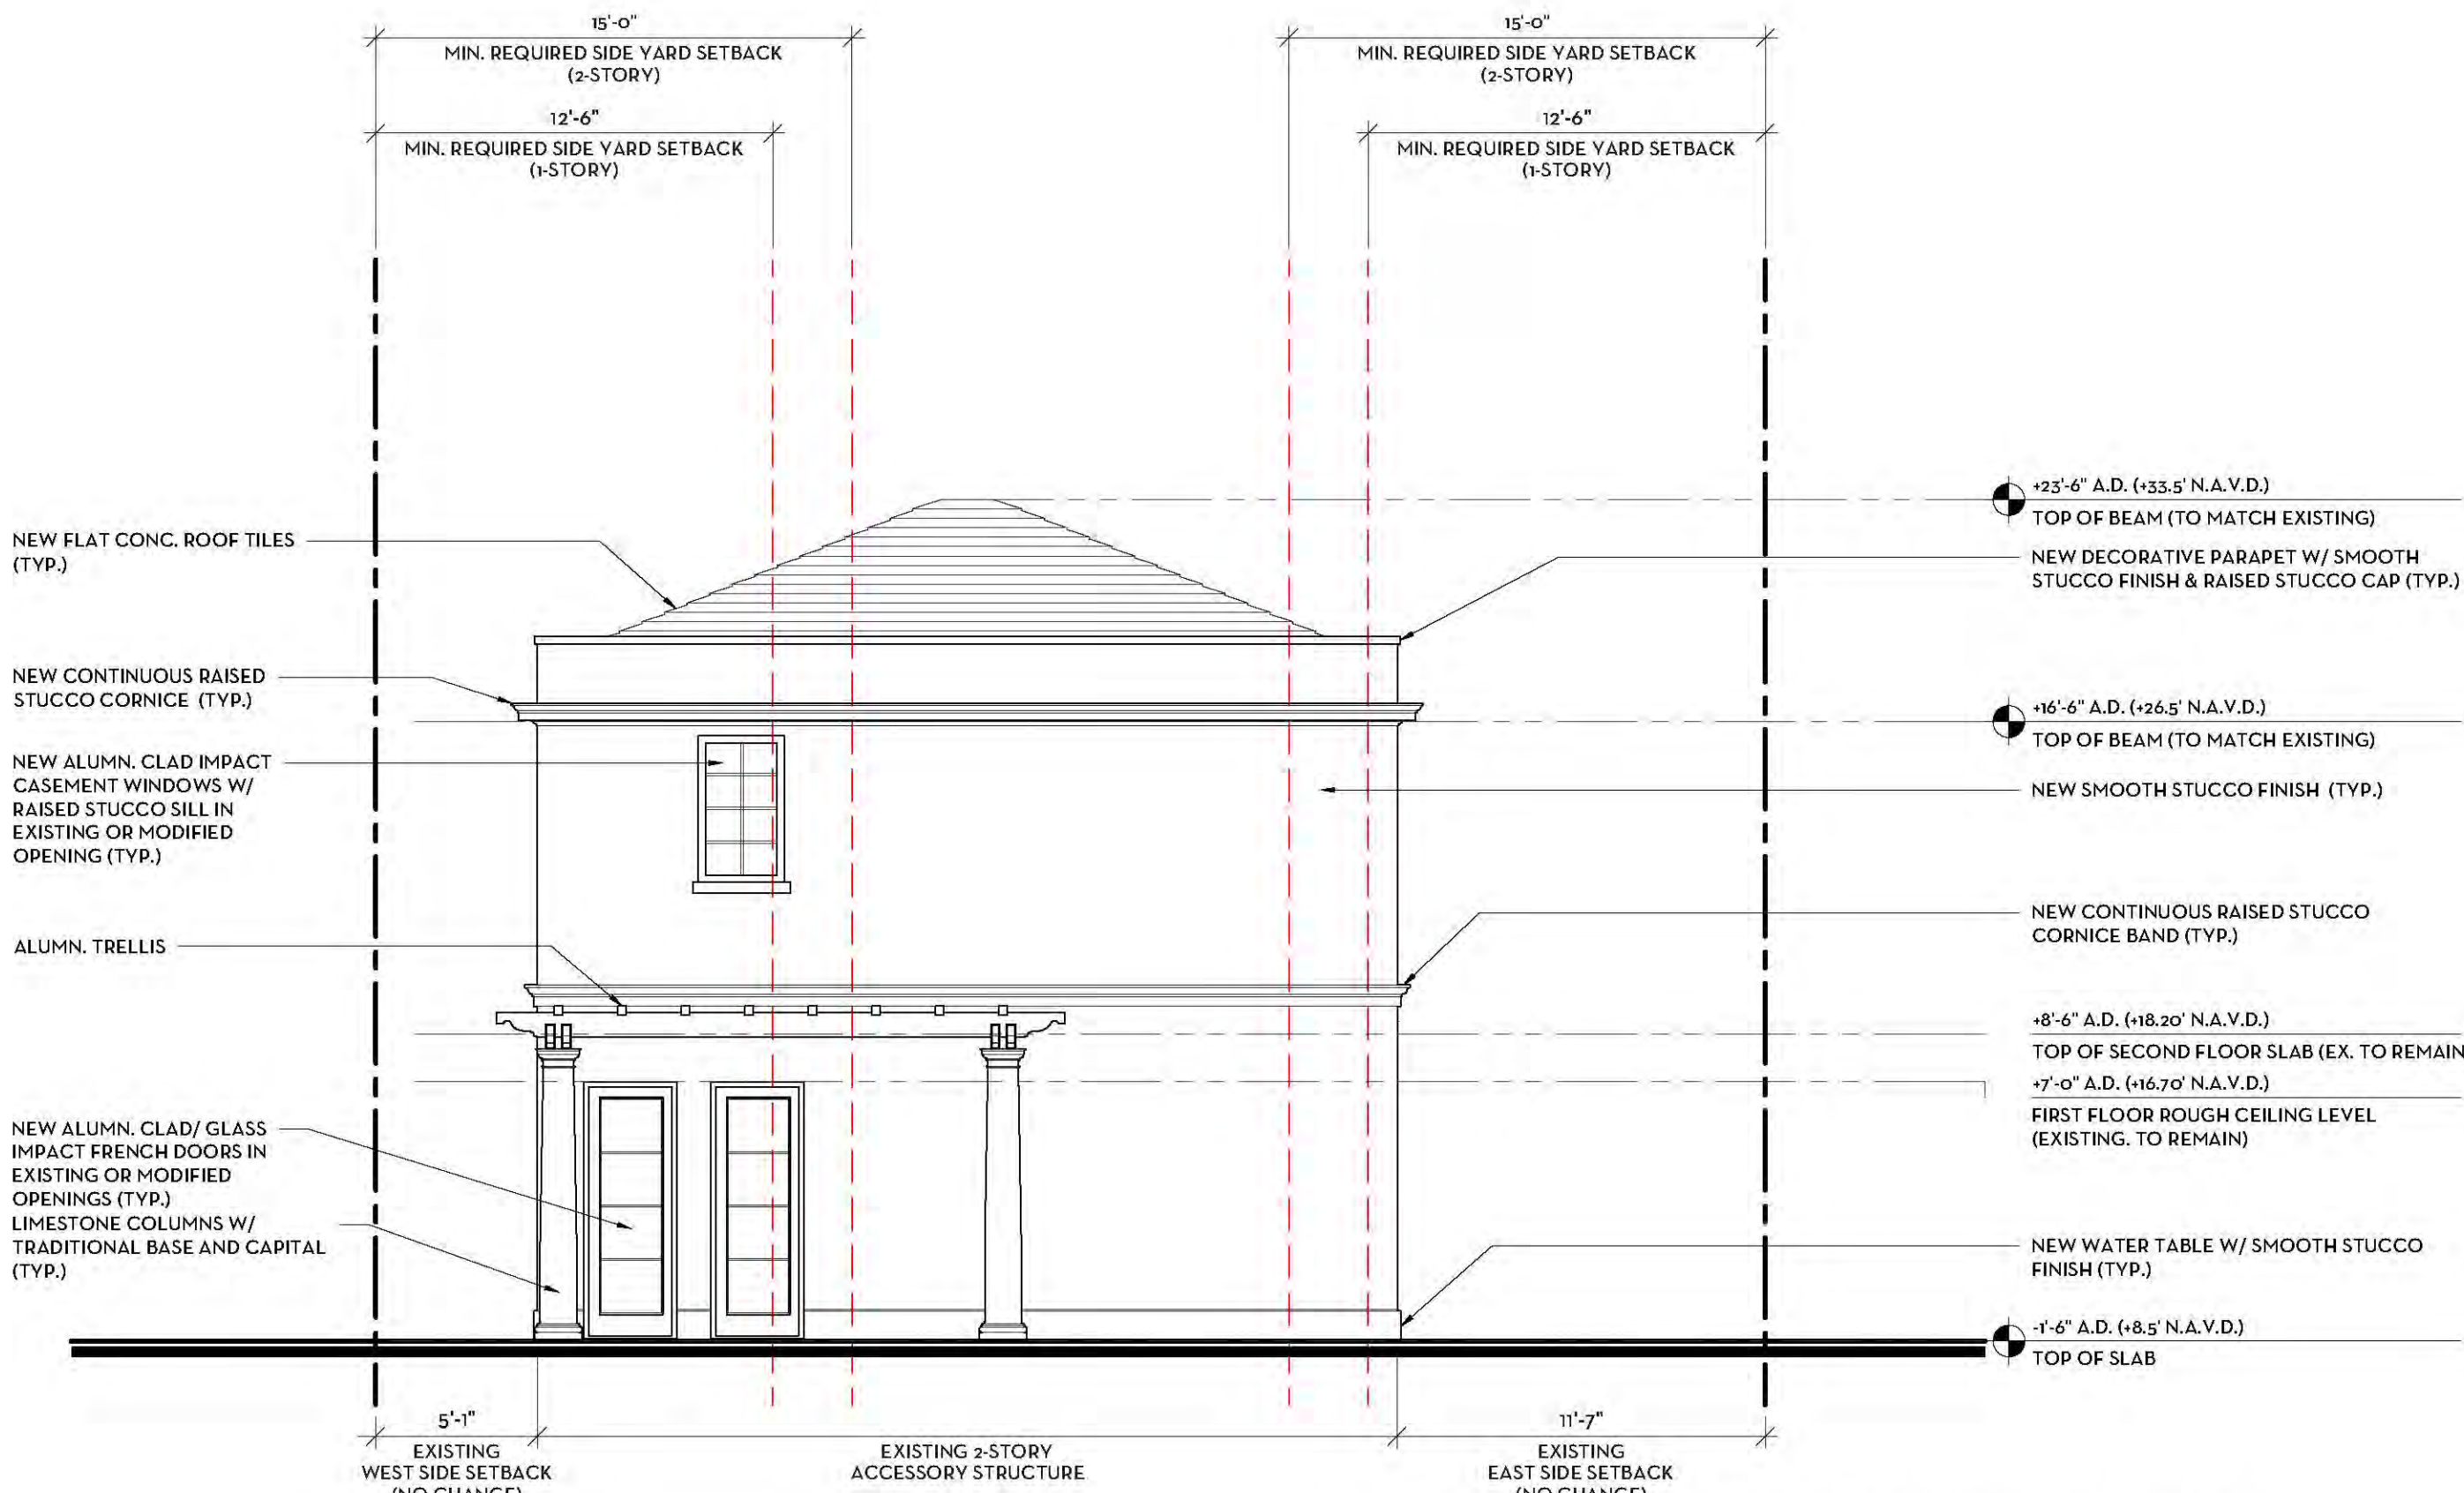 15'-0"
MIN. REQUIRED SIDE YARD SETBACK
(2-STORY)
12'-6"
MIN. REQUIRED SIDE YARD SETBACK
(1-STORY)
15'-0"
MIN. REQUIRED SIDE YARD SETBACK
(2-STORY)
12'-6"
MIN. REQUIRED SIDE YARD SETBACK
(1-STORY)
NEW FLAT CONC. ROOF TILES
(TYP.)
NEW CONTINUOUS RAISED
STUCCO CORNICE (TYP.)
NEW ALUMN. CLAD IMPACT
CASEMENT WINDOWS W/
RAISED STUCCO SILL IN
EXISTING OR MODIFIED
OPENING (TYP.)
ALUMN. TRELLIS
NEW ALUMN. CLAD/ GLASS
IMPACT FRENCH DOORS IN
EXISTING OR MODIFIED
OPENINGS (TYP.)
LIMESTONE COLUMNS W/
TRADITIONAL BASE AND CAPITAL
(TYP.)
+23'-6" A.D. (+33.5' N.A.V.D.)
TOP OF BEAM (TO MATCH EXISTING)
NEW DECORATIVE PARAPET W/ SMOOTH
STUCCO FINISH & RAISED STUCCO CAP (TYP.)
+16'-6" A.D. (+26.5' N.A.V.D.)
TOP OF BEAM (TO MATCH EXISTING)
NEW SMOOTH STUCCO FINISH (TYP.)
NEW CONTINUOUS RAISED STUCCO
CORNICE BAND (TYP.)
+8'-6" A.D. (+18.20' N.A.V.D.)
TOP OF SECOND FLOOR SLAB (EX. TO REMAIN
+7'-0" A.D. (+16.70' N.A.V.D.)
FIRST FLOOR ROUGH CEILING LEVEL
(EXISTING. TO REMAIN)
NEW WATER TABLE W/ SMOOTH STUCCO
FINISH (TYP.)
-1'-6" A.D. (+8.5' N.A.V.D.)
TOP OF SLAB
5'-1"
EXISTING
WEST SIDE SETBACK
(NO CHANGE)
EXISTING 2-STORY
ACCESSORY STRUCTURE
11'-7"
EXISTING
EAST SIDE SETBACK
(NO CHANGE)